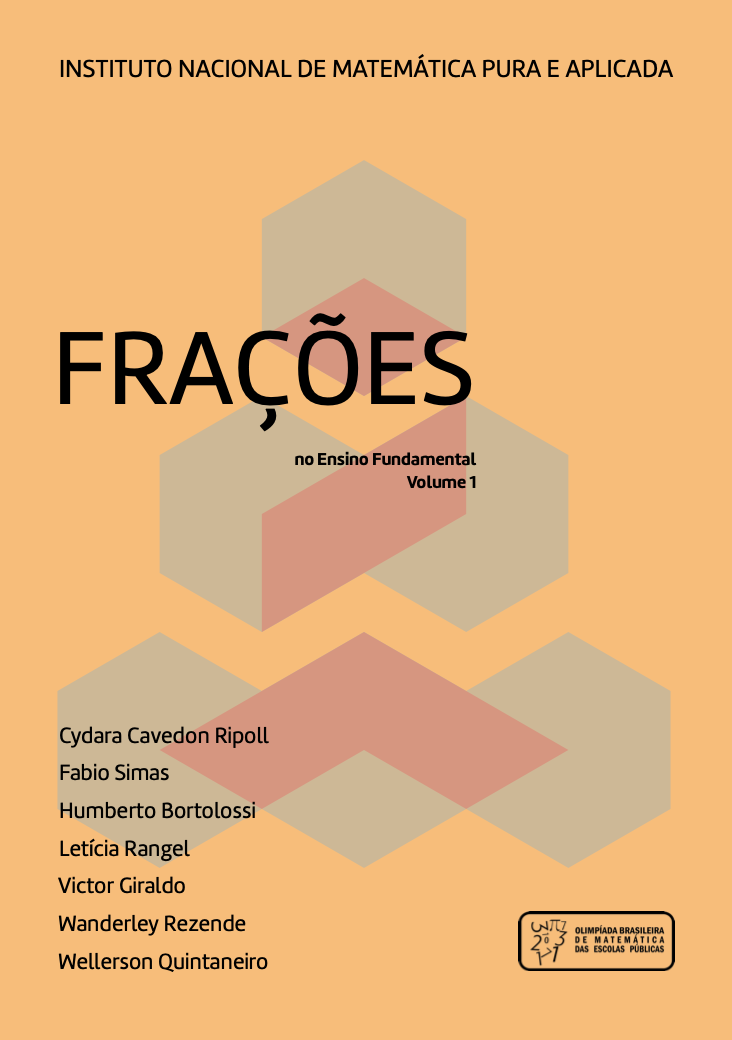 INSTITUTO NACIONAL DE MATEMÁTICA PURA E APLICADA
FRAÇÕES
no Ensino Fundamental
Volume 1
Cydara Cavedon Ripoll
Fabio Simas
Humberto Bortolossi
Letícia Rangel
Victor Giraldo
Wanderley Rezende
Wellerson Quintaneiro
OLIMPÍADA BRASILEIRA
DE MATEMÁTICA
DAS ESCOLAS PÚBLICAS